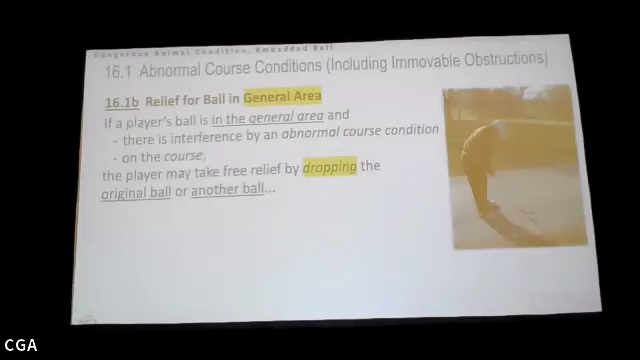 Dangerous Animal Condition, Embedded Ball
16.1 Abnormal Course Conditions (Including Immovable Obstructions)
16.1b Relief for Ball in General Area
If a player's ball is in the general area and
- there is interference by an abnormal course condition
- on the course,
the player may take free relief by dropping the
original ball or another ball...
CGA